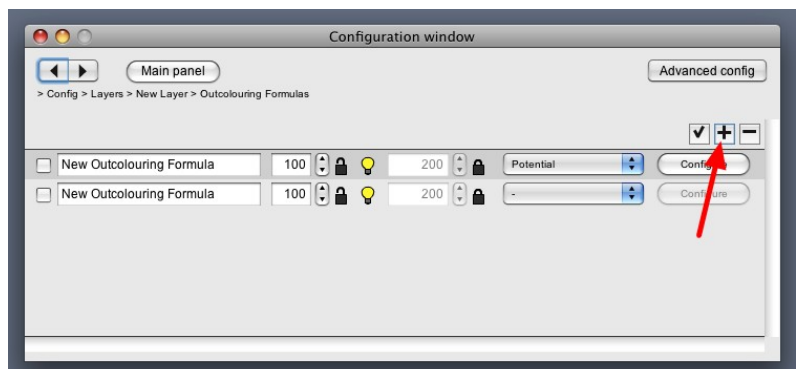 Configuration window
Main panel
Advanced config
> Config > Layers > New Layer > Outcolouring Formulas
New Outcolouring Formula 100 200 Potential
New Outcolouring Formula 100 200 - Configure